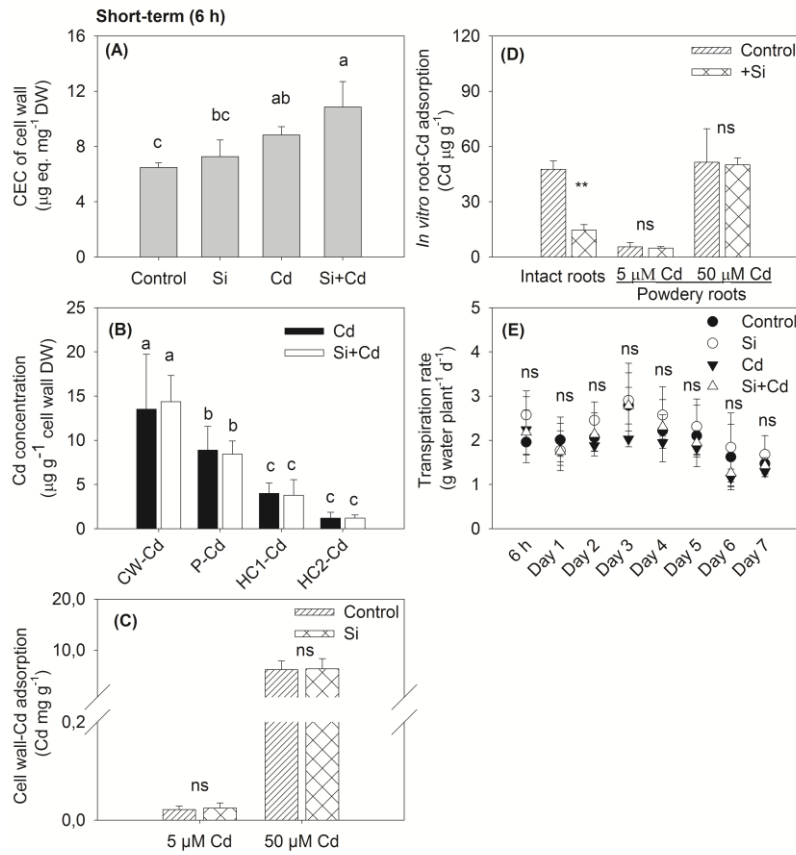 Short-term (6 h)
(A)
CEC of cell wall
(µg eq. mg⁻¹ DW)
16
12
8
4
0
c
bc
ab
a
Control
Si
Cd
Si+Cd
(B)
Cd concentration
(µg g⁻¹ cell wall DW)
25
20
15
10
5
0
Cd
Si+Cd
a
a
b
b
c
c
c
c
CW-Cd
P-Cd
HC1-Cd
HC2-Cd
(C)
Cell wall-Cd adsorption
(Cd mg g⁻¹)
20,0
10,0
0,2
0,0
Control
Si
ns
ns
5 µM Cd
50 µM Cd
(D)
In vitro root-Cd adsorption
(Cd µg g⁻¹)
120
90
60
30
0
Control
+Si
**
ns
ns
Intact roots
5 µM Cd
50 µM Cd
Powdery roots
(E)
Transpiration rate
(g water plant⁻¹ d⁻¹)
5
4
3
2
1
0
Control
Si
Cd
Si+Cd
ns
ns
ns
ns
ns
ns
ns
ns
6 h
Day 1
Day 2
Day 3
Day 4
Day 5
Day 6
Day 7